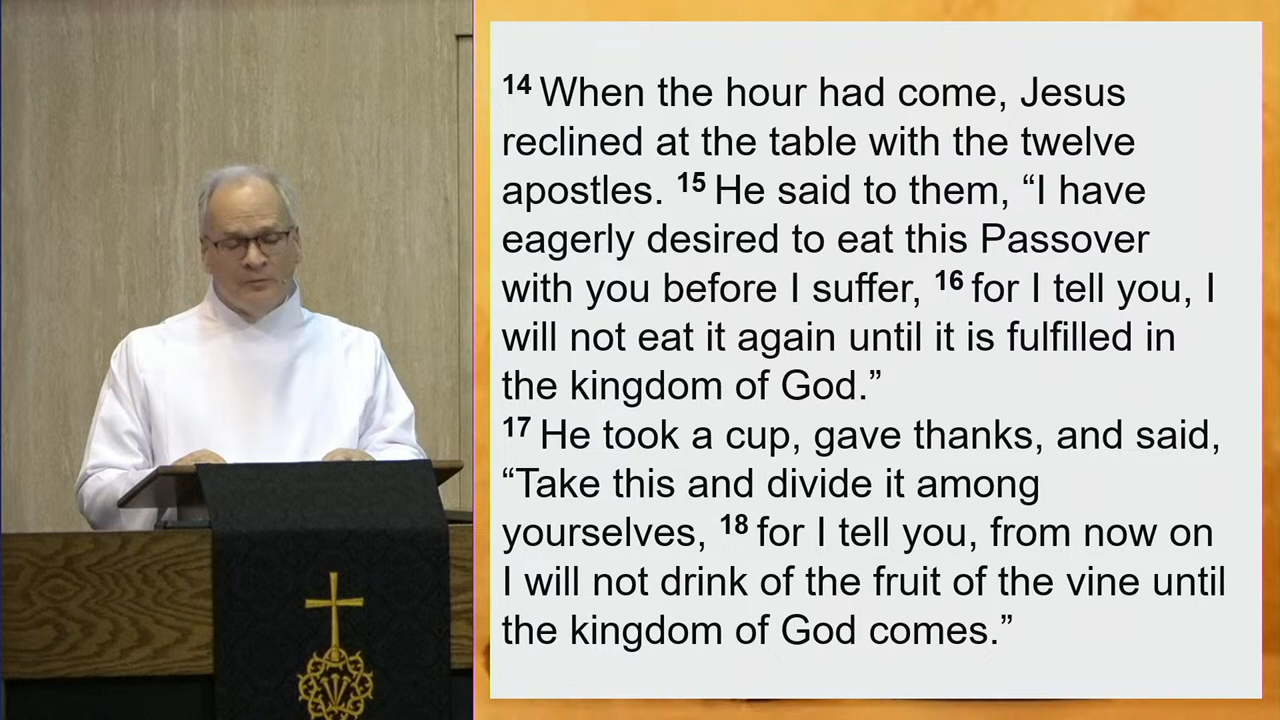 14 When the hour had come, Jesus
reclined at the table with the twelve
apostles. 15 He said to them, “I have
eagerly desired to eat this Passover
with you before I suffer, 16 for I tell you, I
will not eat it again until it is fulfilled in
the kingdom of God.”
17 He took a cup, gave thanks, and said,
“Take this and divide it among
yourselves, 18 for I tell you, from now on
I will not drink of the fruit of the vine until
the kingdom of God comes.”